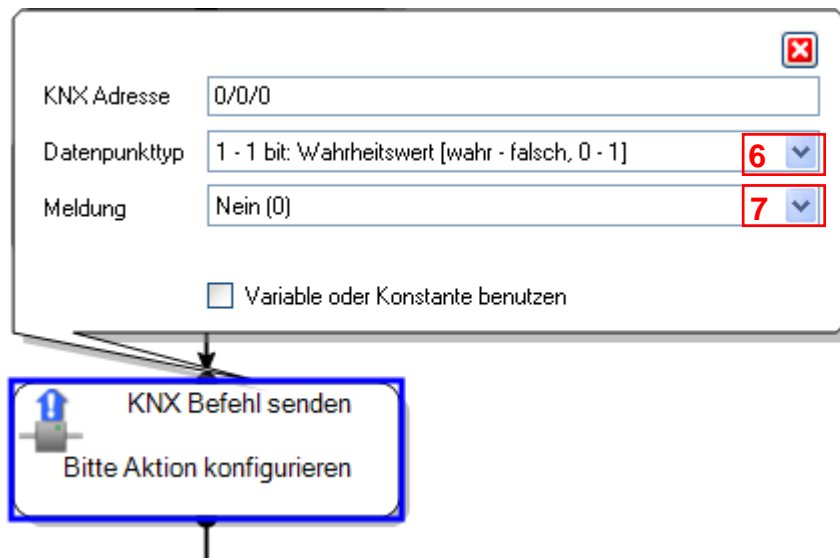 KNX Adresse 0/0/0
Datenpunkttyp 1 - 1 bit: Wahrheitswert [wahr - falsch, 0 - 1] 6
Meldung Nein (0) 7
Variable oder Konstante benutzen
KNX Befehl senden
Bitte Aktion konfigurieren